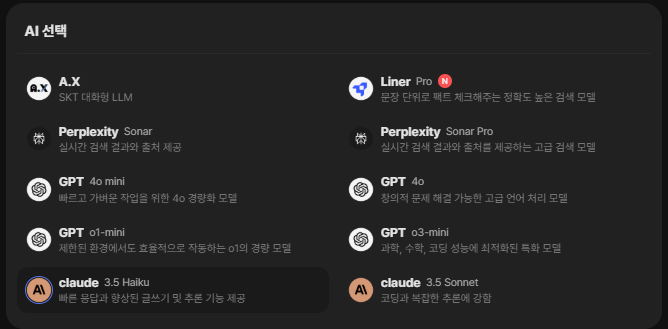 AI 선택
A.X
SKT 대화형 LLM
Liner Pro N
문장 단위로 팩트 체크해주는 정확도 높은 검색 모델
Perplexity Sonar
실시간 검색 결과와 출처 제공
Perplexity Sonar Pro
실시간 검색 결과와 출처를 제공하는 고급 검색 모델
GPT 4o mini
빠르고 가벼운 작업을 위한 4o 경량화 모델
GPT 4o
창의적 문제 해결 가능한 고급 언어 처리 모델
GPT o1-mini
제한된 환경에서도 효율적으로 작동하는 o1의 경량 모델
GPT o3-mini
과학, 수학, 코딩 성능에 최적화된 특화 모델
claude 3.5 Haiku
빠른 응답과 향상된 글쓰기 및 추론 기능 제공
claude 3.5 Sonnet
코딩과 복잡한 추론에 강함